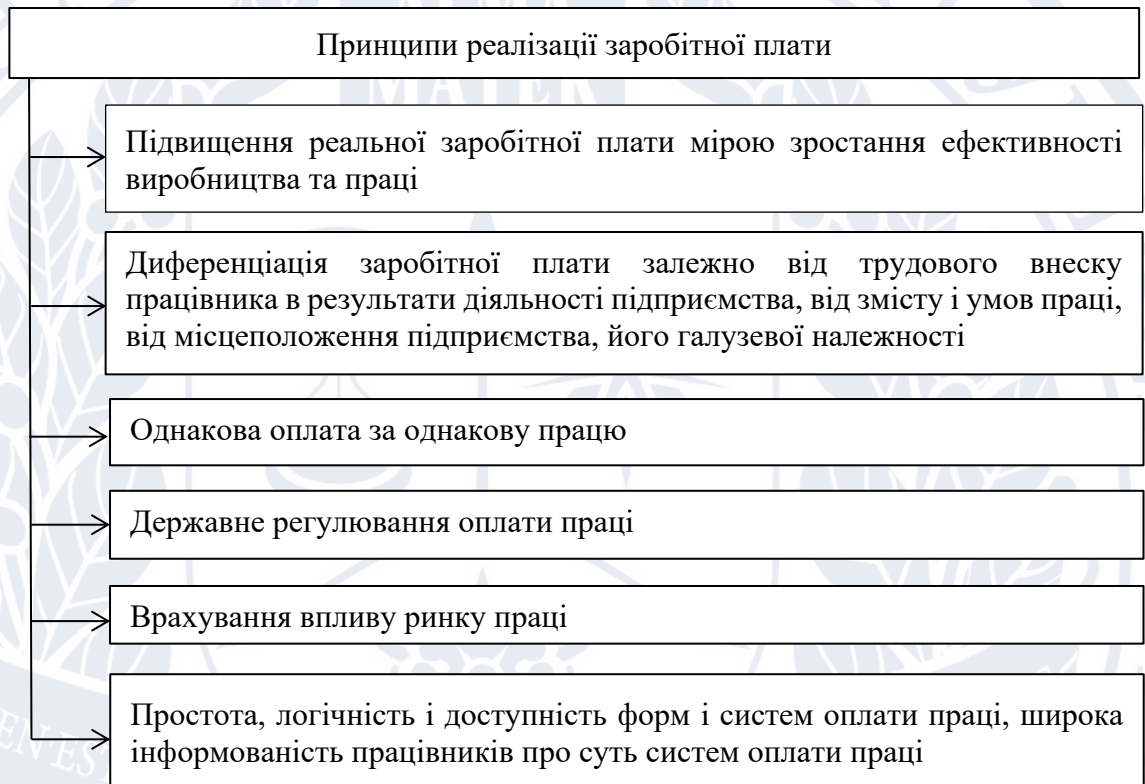 Принципи реалізації заробітної плати
Підвищення реальної заробітної плати мірою зростання ефективності
виробництва та праці
Диференціація заробітної плати залежно від трудового внеску
працівника в результати діяльності підприємства, від змісту і умов праці,
від місцеположення підприємства, його галузевої належності
Однакова оплата за однакову працю
Державне регулювання оплати праці
Врахування впливу ринку праці
Простота, логічність і доступність форм і систем оплати праці, широка
інформованість працівників про суть систем оплати праці